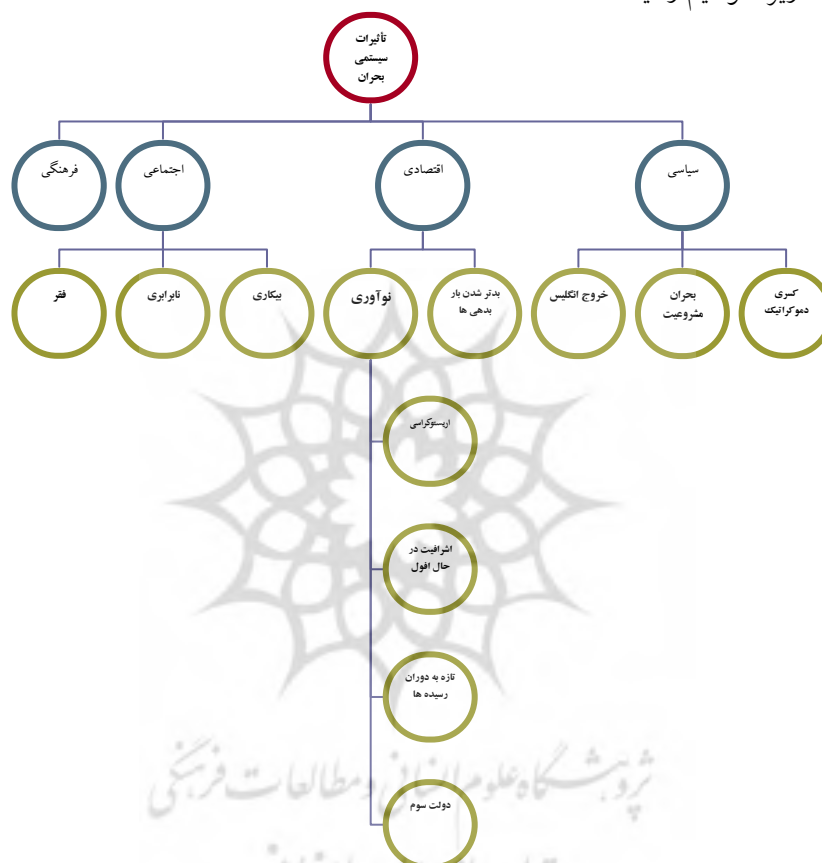 تأثیرات
سیستمی
بحران
سیاسی
اقتصادی
اجتماعی
فرهنگی
کسری
دموکراتیک
بحران
مشروعیت
خروج انگلیس
بدتر شدن بار
بدهی ها
نوآوری
بیکاری
نابرابری
فقر
اریستوکراسی
اشرافیت در
حال افول
تازه به دوران
رسیده ها
دولت سوم
پژوهشگاه علوم انسانی و مطالعات فرهنگی